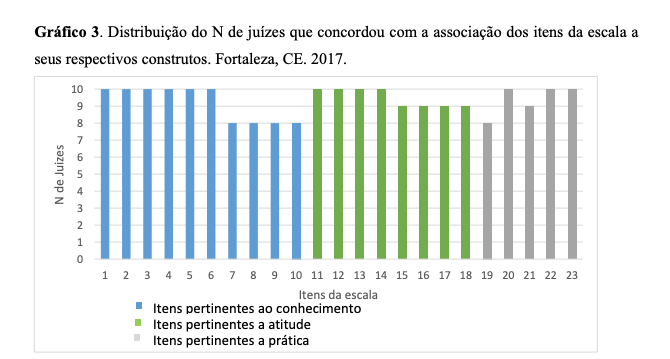 Gráfico 3. Distribuição do N de juízes que concordou com a associação dos itens da escala a
seus respectivos construtos. Fortaleza, CE. 2017.
10
9
8
7
6
5
4
3
2
1
0
N de Juizes
1 2 3 4 5 6 7 8 9 10 11 12 13 14 15 16 17 18 19 20 21 22 23
Itens da escala
Itens pertinentes ao conhecimento
Itens pertinentes a atitude
Itens pertinentes a prática